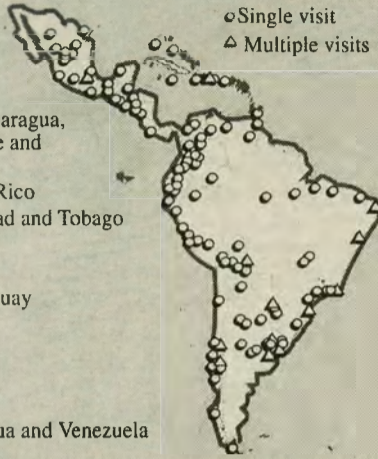 Single visit
Multiple visits
aragua,
e and
Rico
ad and Tobago
uay
ua and Venezuela